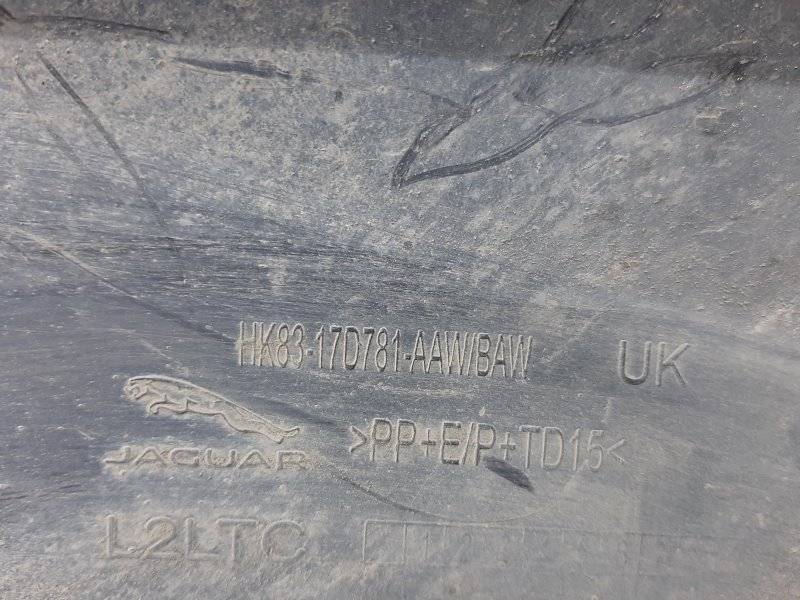 HK83-17D781-AAW/BAW UK
JAGUAR >PP+E/P+TD15<
L2LTC